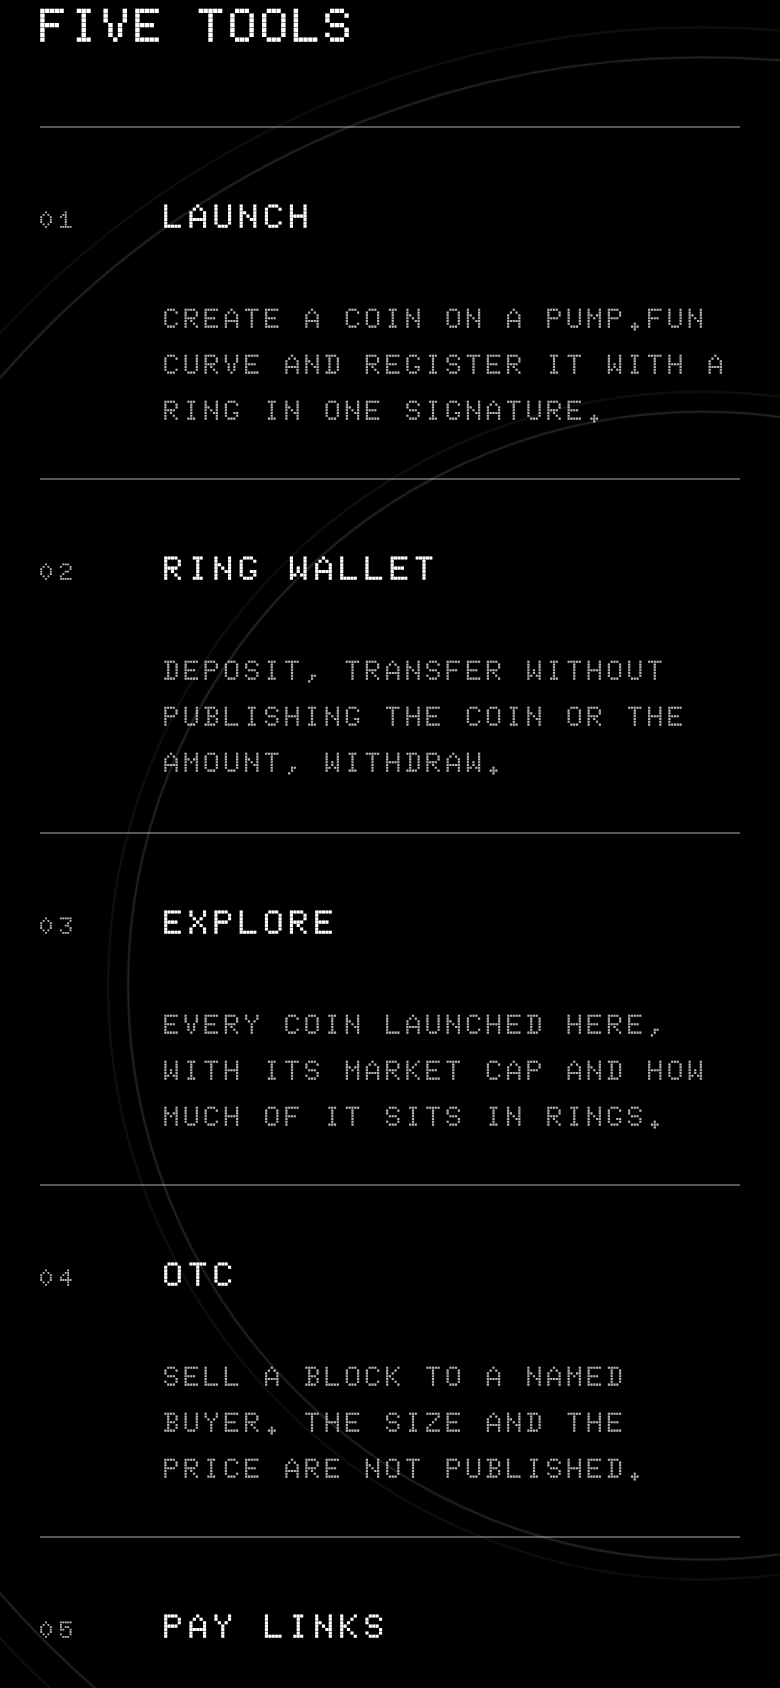 FIVE TOOLS
01
LAUNCH
CREATE A COIN ON A PUMP.FUN
CURVE AND REGISTER IT WITH A
RING IN ONE SIGNATURE.
02
RING WALLET
DEPOSIT, TRANSFER WITHOUT
PUBLISHING THE COIN OR THE
AMOUNT, WITHDRAW.
03
EXPLORE
EVERY COIN LAUNCHED HERE,
WITH ITS MARKET CAP AND HOW
MUCH OF IT SITS IN RINGS.
04
OTC
SELL A BLOCK TO A NAMED
BUYER. THE SIZE AND THE
PRICE ARE NOT PUBLISHED.
05
PAY LINKS